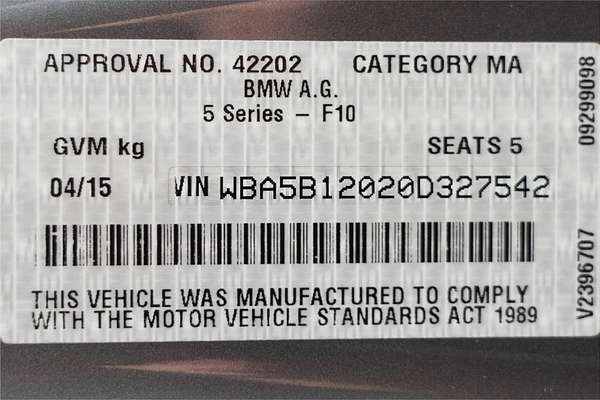 APPROVAL NO. 42202 CATEGORY MA
BMW A.G.
5 Series – F10
GVM kg SEATS 5
04/15 VIN WBA5B12020D327542
THIS VEHICLE WAS MANUFACTURED TO COMPLY
WITH THE MOTOR VEHICLE STANDARDS ACT 1989
09299098
V2396707